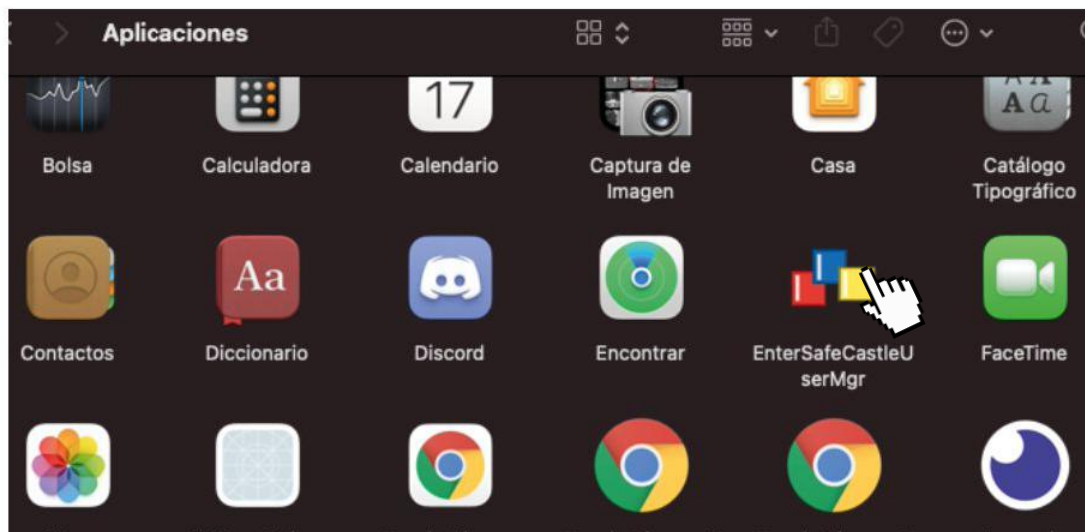 Aplicaciones
17
A A
A a
Bolsa
Calculadora
Calendario
Captura de
Imagen
Casa
Catálogo
Tipográfico
Aa
Contactos
Diccionario
Discord
Encontrar
EnterSafeCastleU
serMgr
FaceTime